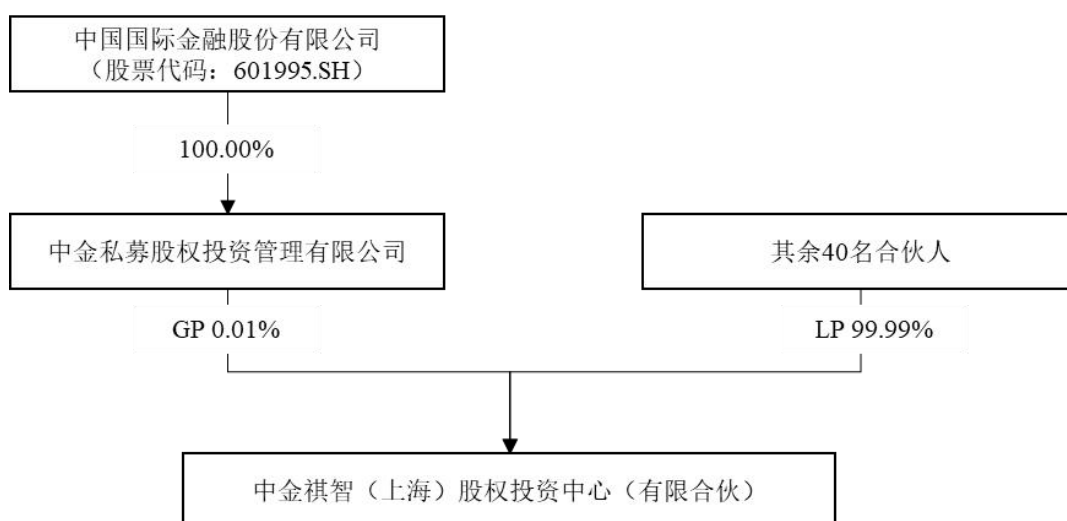 中国国际金融股份有限公司
（股票代码：601995.SH）
100.00%
中金私募股权投资管理有限公司
其余40名合伙人
GP 0.01%
LP 99.99%
中金祺智（上海）股权投资中心（有限合伙）